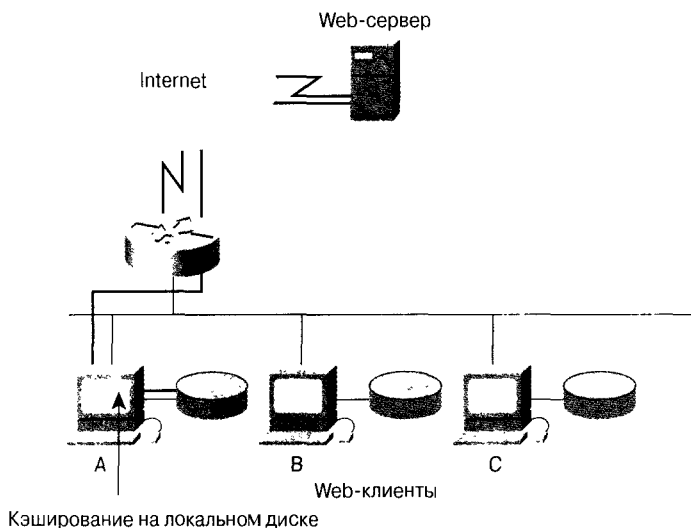 Web-сервер
Internet
A
B
C
Web-клиенты
Кэширование на локальном диске